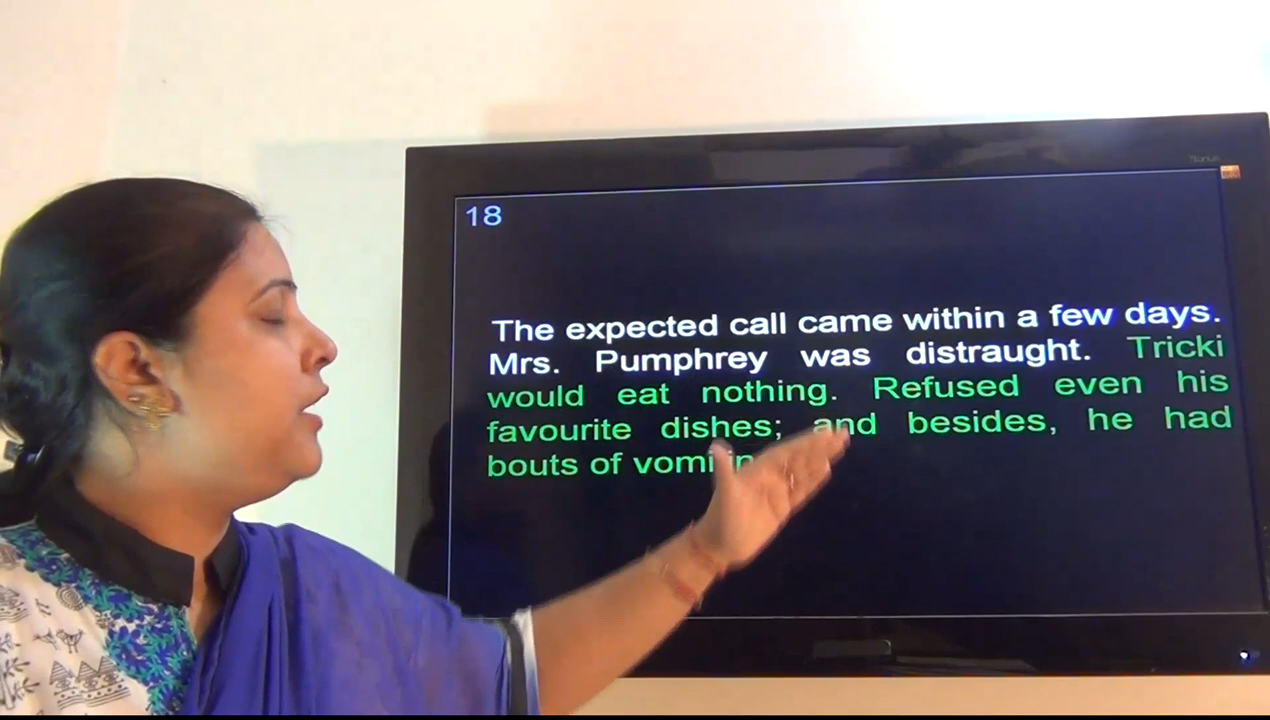 18
The expected call came within a few days.
Mrs. Pumphrey was distraught. Tricki
would eat nothing. Refused even his
favourite dishes; and besides, he had
bouts of